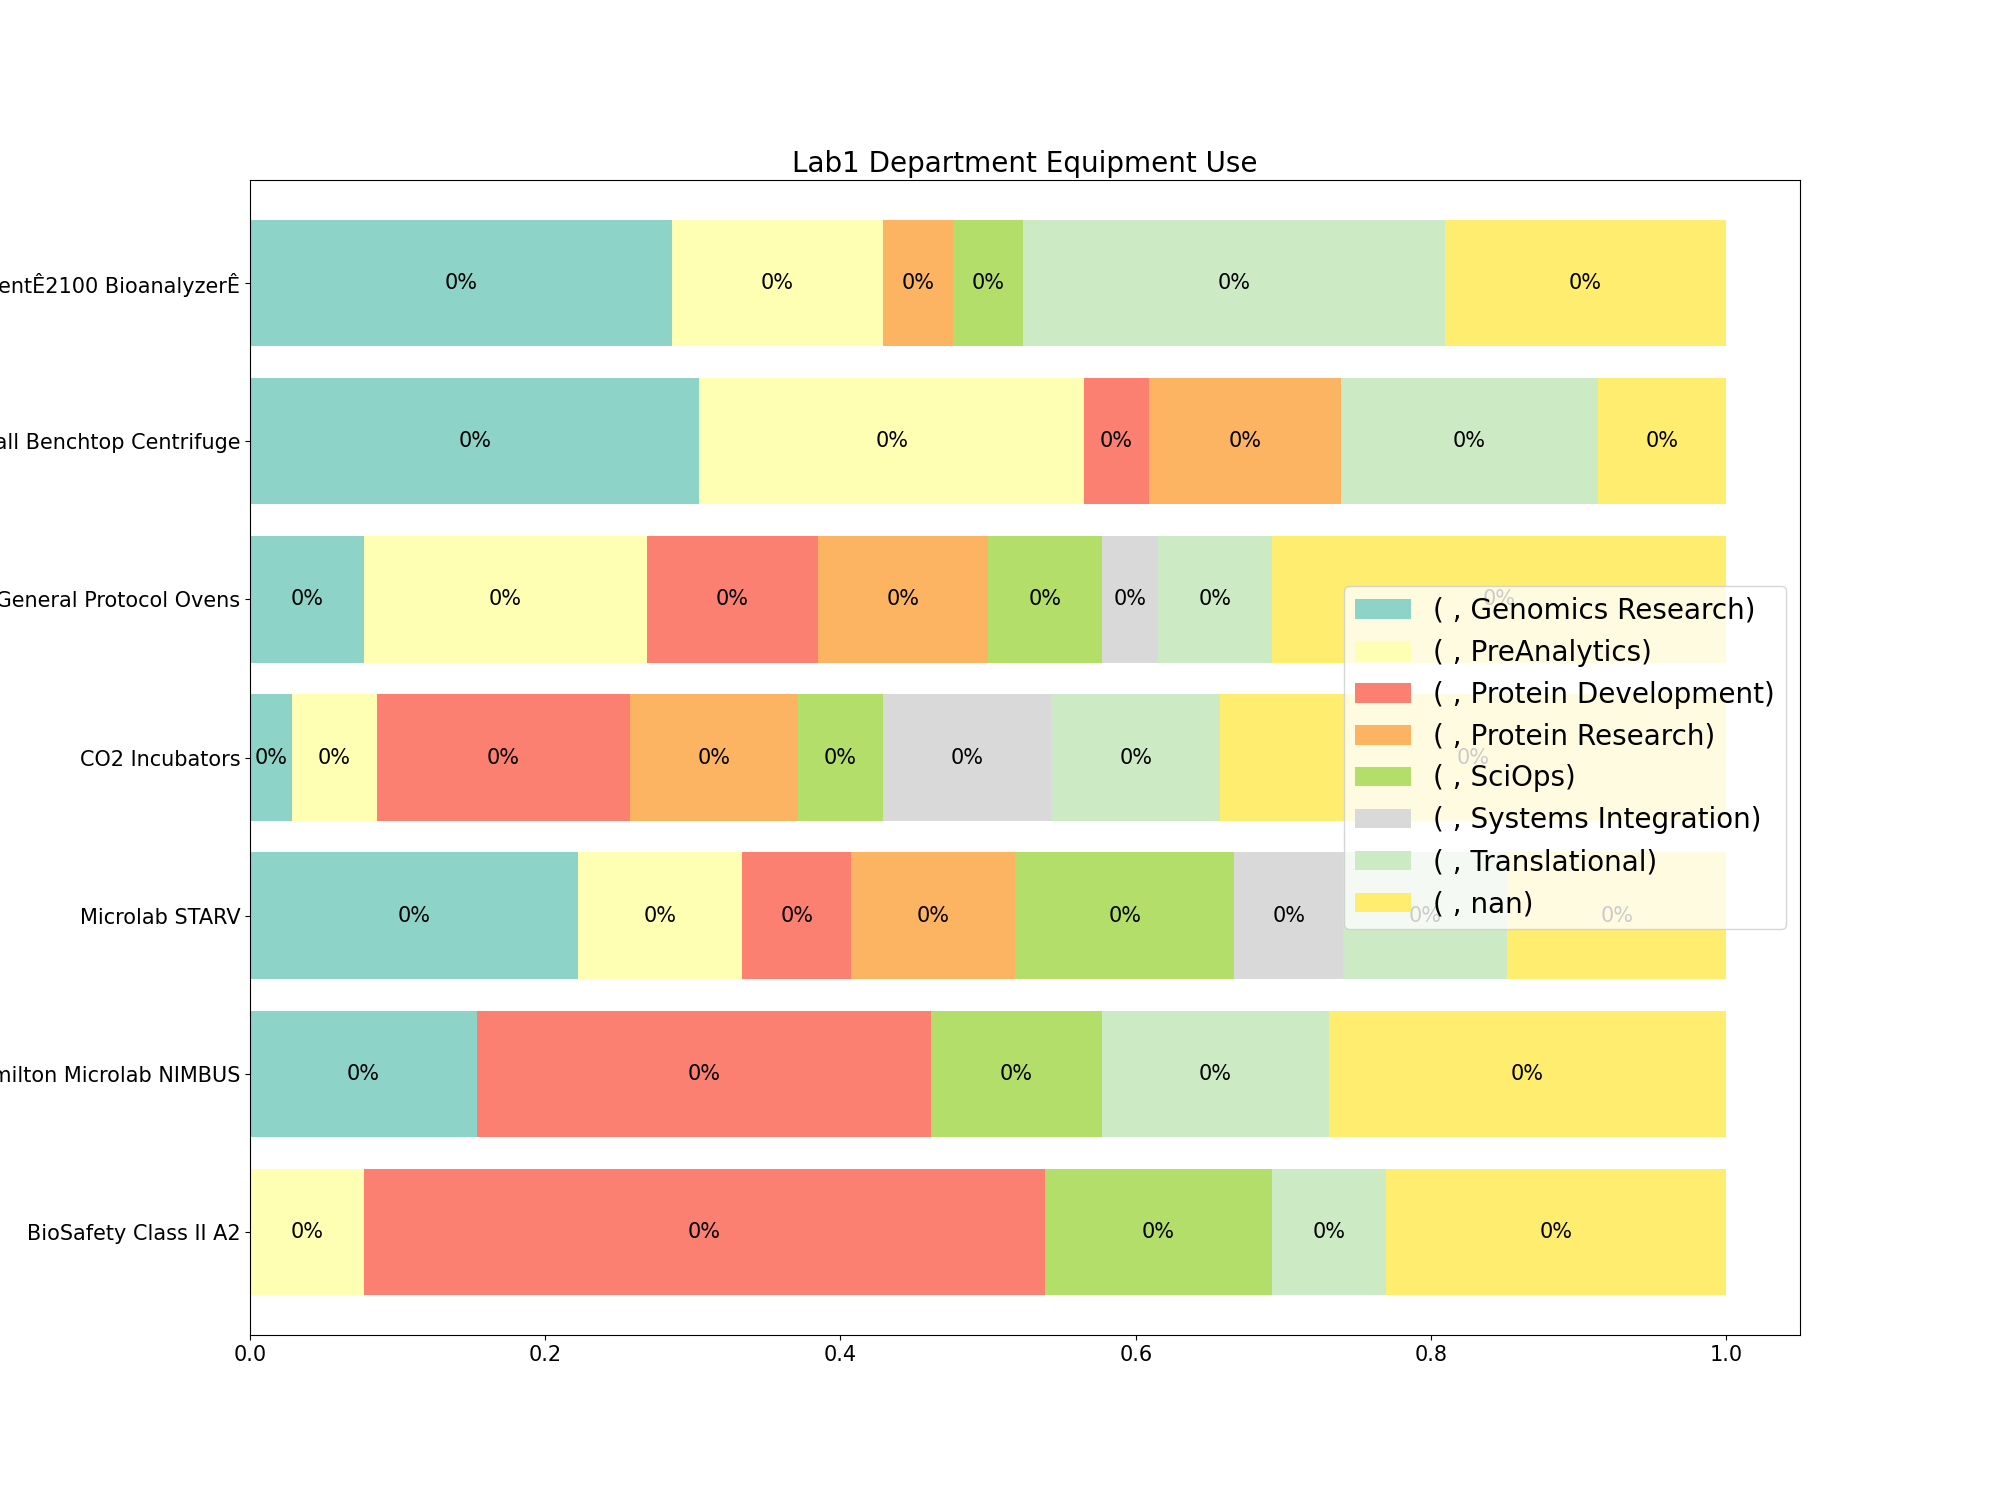 Lab1 Department Equipment Use
entÊ2100 BioanalyzerÊ
0% 0% 0% 0% 0% 0%
all Benchtop Centrifuge
0% 0% 0% 0% 0% 0%
General Protocol Ovens
0% 0% 0% 0% 0% 0% 0% 0%
CO2 Incubators
0% 0% 0% 0% 0% 0% 0% 0%
Microlab STARV
0% 0% 0% 0% 0% 0% 0% 0%
milton Microlab NIMBUS
0% 0% 0% 0% 0%
BioSafety Class II A2
0% 0% 0% 0% 0%
( , Genomics Research)
( , PreAnalytics)
( , Protein Development)
( , Protein Research)
( , SciOps)
( , Systems Integration)
( , Translational)
( , nan)
0.0 0.2 0.4 0.6 0.8 1.0